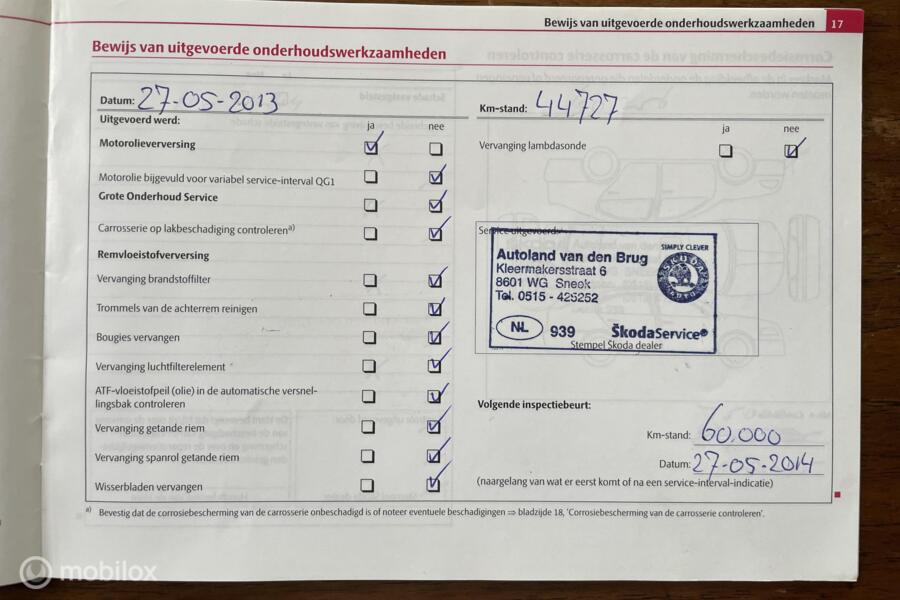 Bewijs van uitgevoerde onderhoudswerkzaamheden 17
Bewijs van uitgevoerde onderhoudswerkzaamheden
Datum: 27-05-2013
Uitgevoerd werd:
ja nee
Motorolieverversing
Motorolie bijgevuld voor variabel service-interval QG1
Grote Onderhoud Service
Carrosserie op lakbeschadiging controlerenª)
Remvloeistofverversing
Vervanging brandstoffilter
Trommels van de achterrem reinigen
Bougies vervangen
Vervanging luchtfilterelement
ATF-vloeistofpeil (olie) in de automatische versnel-
lingsbak controleren
Vervanging getande riem
Vervanging spanrol getande riem
Wisserbladen vervangen
Km-stand: 44727
ja nee
Vervanging lambdasonde
Service uitgevoerd:
Autoland van den Brug
Kleermakersstraat 6
8601 WG Sneek
Tel. 0515 - 425252
SIMPLY CLEVER
SKODA
AUTO
NL 939 ŠkodaService®
Stempel Škoda dealer
Volgende inspectiebeurt:
Km-stand: 60.000
Datum: 27-05-2014
(naargelang van wat er eerst komt of na een service-interval-indicatie)
ª) Bevestig dat de corrosiebescherming van de carrosserie onbeschadigd is of noteer eventuele beschadigingen ⇒ bladzijde 18, 'Corrosiebescherming van de carrosserie controleren'.
mobilox